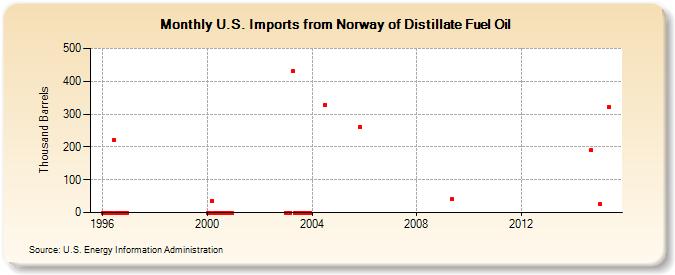 Monthly U.S. Imports from Norway of Distillate Fuel Oil
Thousand Barrels
500
400
300
200
100
0
1996 2000 2004 2008 2012
Source: U.S. Energy Information Administration